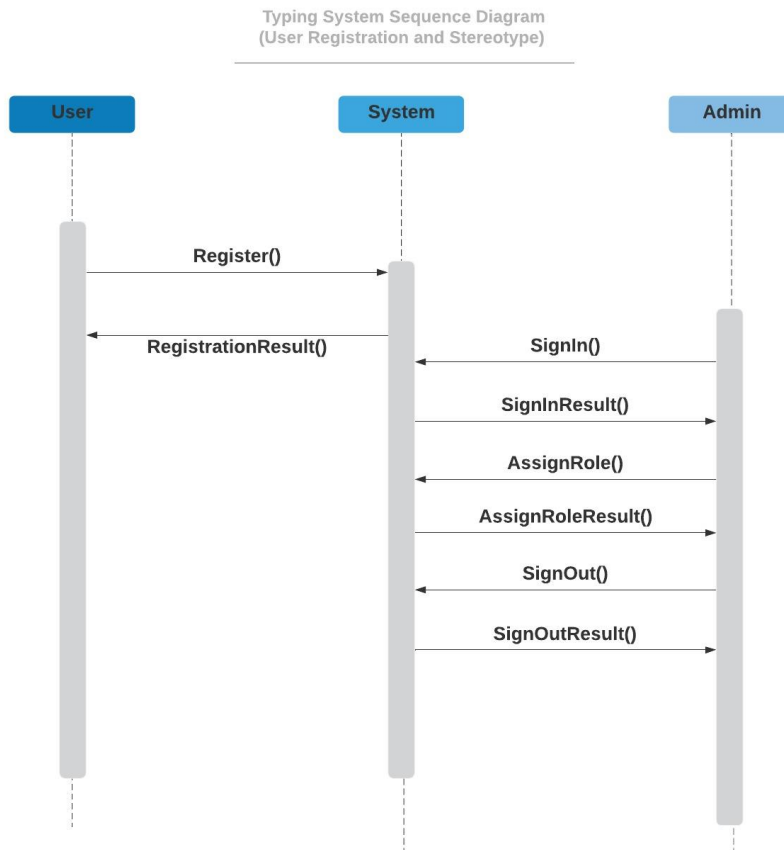 Typing System Sequence Diagram
(User Registration and Stereotype)
User
System
Admin
Register()
RegistrationResult()
SignIn()
SignInResult()
AssignRole()
AssignRoleResult()
SignOut()
SignOutResult()